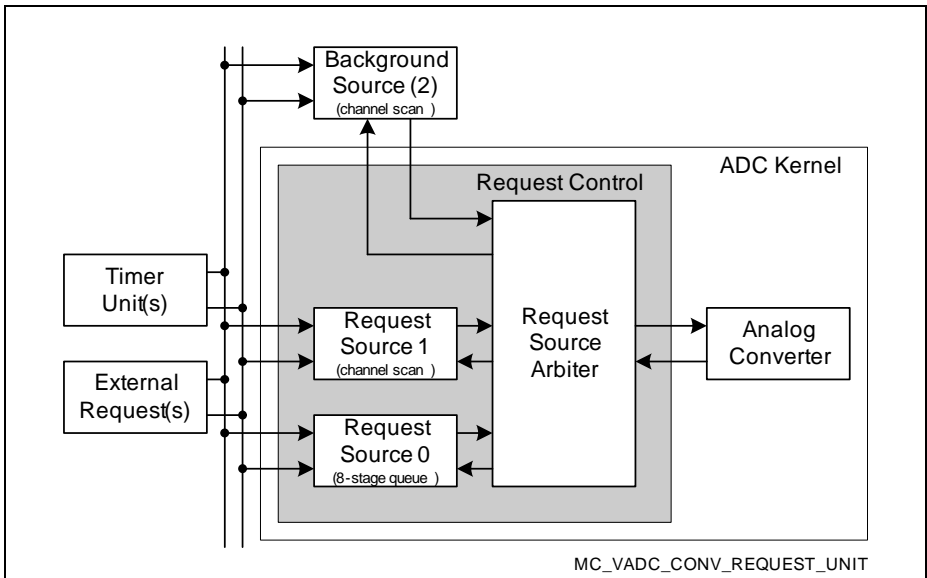 Background
Source (2)
(channel scan )
ADC Kernel
Request Control
Timer
Unit(s)
Request
Source 1
(channel scan )
Request
Source
Arbiter
Analog
Converter
External
Request(s)
Request
Source 0
(8-stage queue )
MC_VADC_CONV_REQUEST_UNIT